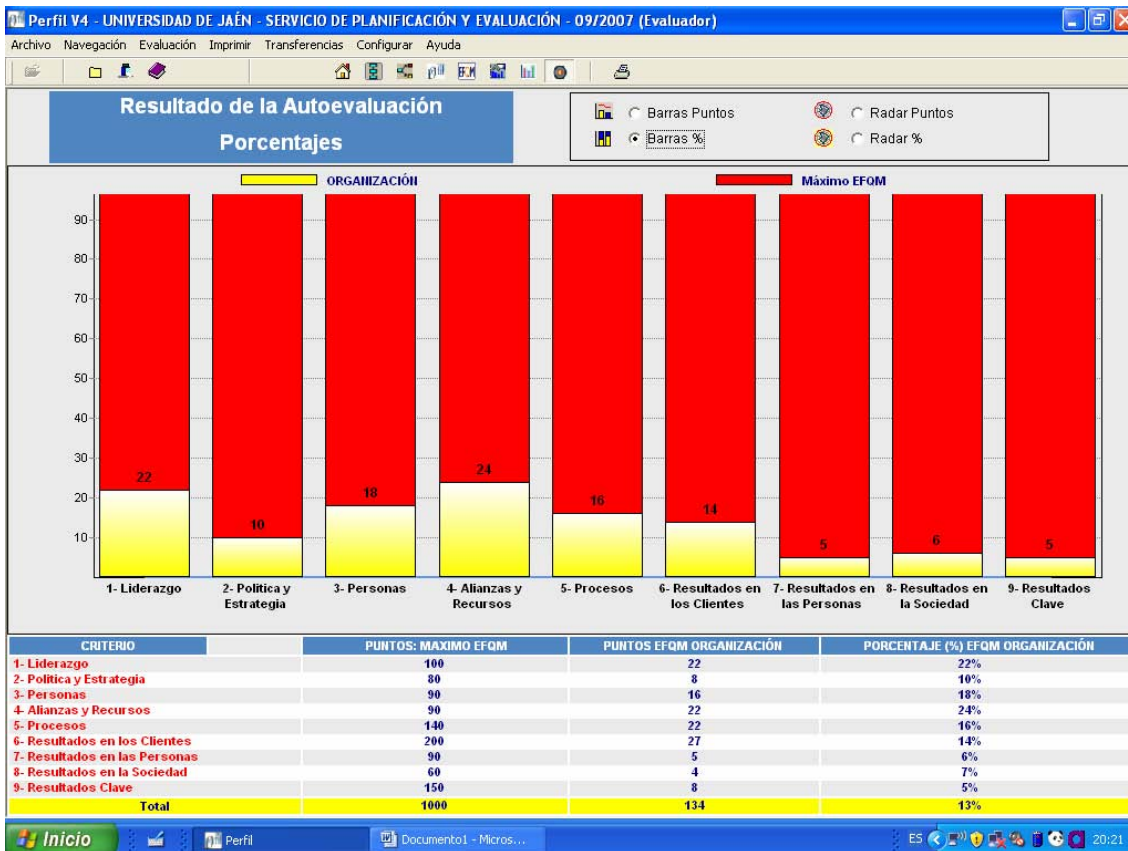 Perfil V4 - UNIVERSIDAD DE JAÉN - SERVICIO DE PLANIFICACIÓN Y EVALUACIÓN - 09/2007 (Evaluador)
Archivo Navegación Evaluación Imprimir Transferencias Configurar Ayuda
Resultado de la Autoevaluación
Porcentajes
Barras Puntos Radar Puntos
Barras % Radar %
ORGANIZACIÓN Máximo EFQM
90
80
70
60
50
40
30
20
10
22 10 18 24 16 14 5 6 5
1- Liderazgo 2- Politica y 3- Personas 4- Alianzas y 5- Procesos 6- Resultados en 7- Resultados en 8- Resultados en 9- Resultados
Estrategia Recursos los Clientes las Personas la Sociedad Clave
CRITERIO PUNTOS: MAXIMO EFQM PUNTOS EFQM ORGANIZACIÓN PORCENTAJE (%) EFQM ORGANIZACIÓN
1- Liderazgo 100 22 22%
2- Politica y Estrategia 80 8 10%
3- Personas 90 16 18%
4- Alianzas y Recursos 90 22 24%
5- Procesos 140 22 16%
6- Resultados en los Clientes 200 27 14%
7- Resultados en las Personas 90 5 6%
8- Resultados en la Sociedad 60 4 7%
9- Resultados Clave 150 8 5%
Total 1000 134 13%
Inicio Perfil Documento1 - Micros... ES 20:21